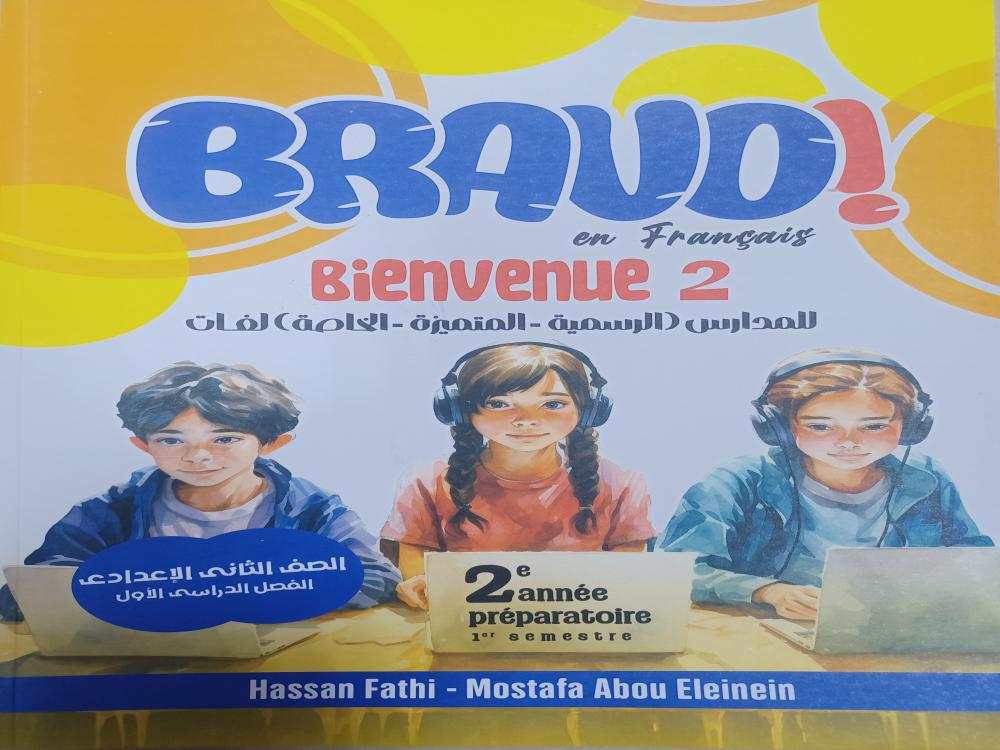 BRAVO!
en Français
Bienvenue 2
للمدارس (الرسمية - المتميزة - الخاصة) لغات
الصف الثانى الإعدادى
الفصل الدراسى الأول
2e année
préparatoire
1er semestre
Hassan Fathi - Mostafa Abou Eleinein